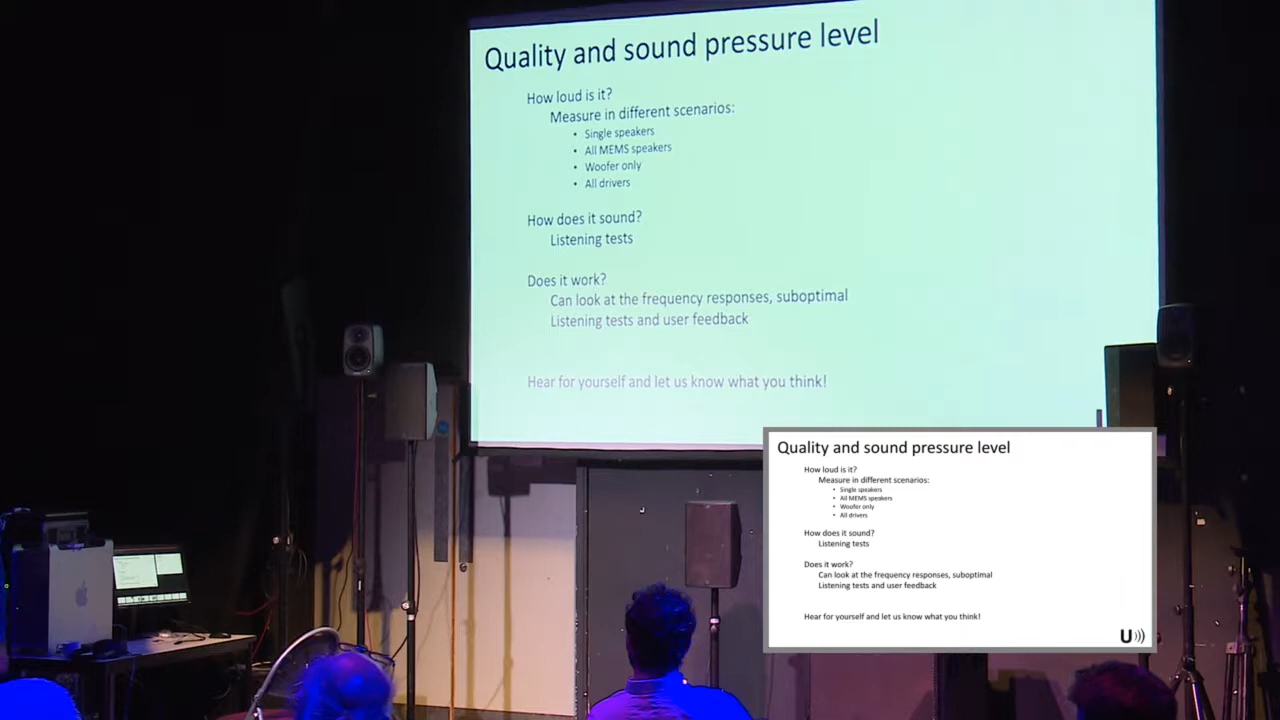 Quality and sound pressure level
How loud is it?
Measure in different scenarios:
• Single speakers
• All MEMS speakers
• Woofer only
• All drivers
How does it sound?
Listening tests
Does it work?
Can look at the frequency responses, suboptimal
Listening tests and user feedback
Hear for yourself and let us know what you think!
Quality and sound pressure level
How loud is it?
Measure in different scenarios:
• Single speakers
• All MEMS speakers
• Woofer only
• All drivers
How does it sound?
Listening tests
Does it work?
Can look at the frequency responses, suboptimal
Listening tests and user feedback
Hear for yourself and let us know what you think!
U